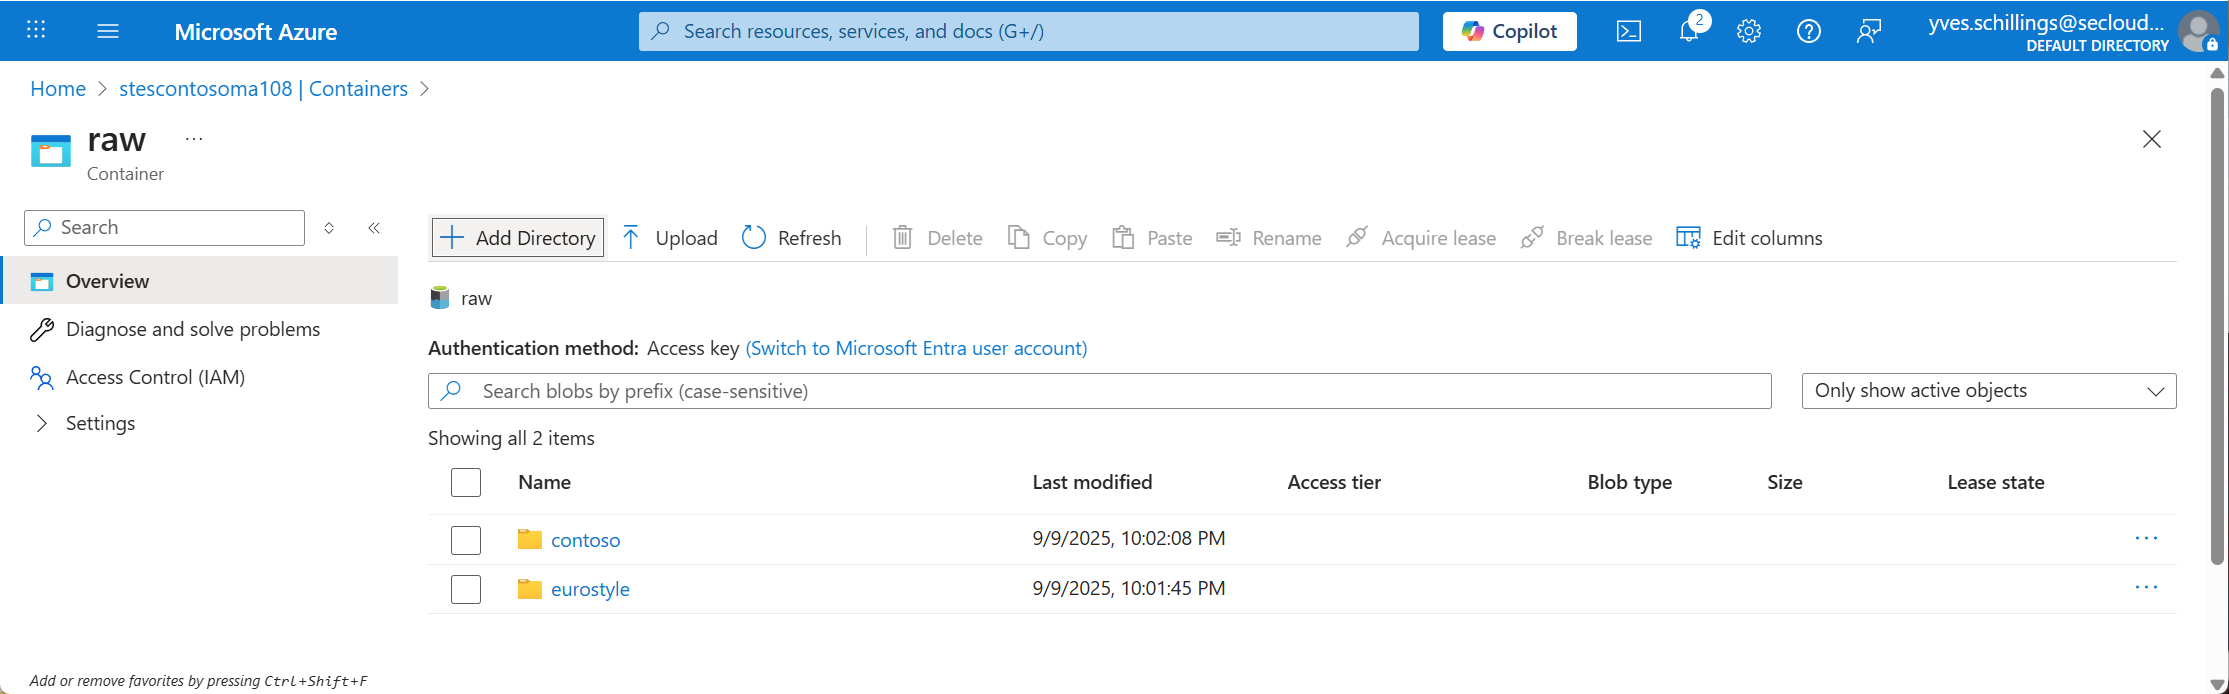 Microsoft Azure
Search resources, services, and docs (G+/)
Copilot
2
yves.schillings@secloud...
DEFAULT DIRECTORY
Home > stescontosoma108 | Containers >
raw ...
Container
Search
Overview
Diagnose and solve problems
Access Control (IAM)
Settings
Add or remove favorites by pressing Ctrl+Shift+F
Add Directory Upload Refresh Delete Copy Paste Rename Acquire lease Break lease Edit columns
raw
Authentication method: Access key (Switch to Microsoft Entra user account)
Search blobs by prefix (case-sensitive)
Only show active objects
Showing all 2 items
Name Last modified Access tier Blob type Size Lease state
contoso 9/9/2025, 10:02:08 PM ...
eurostyle 9/9/2025, 10:01:45 PM ...